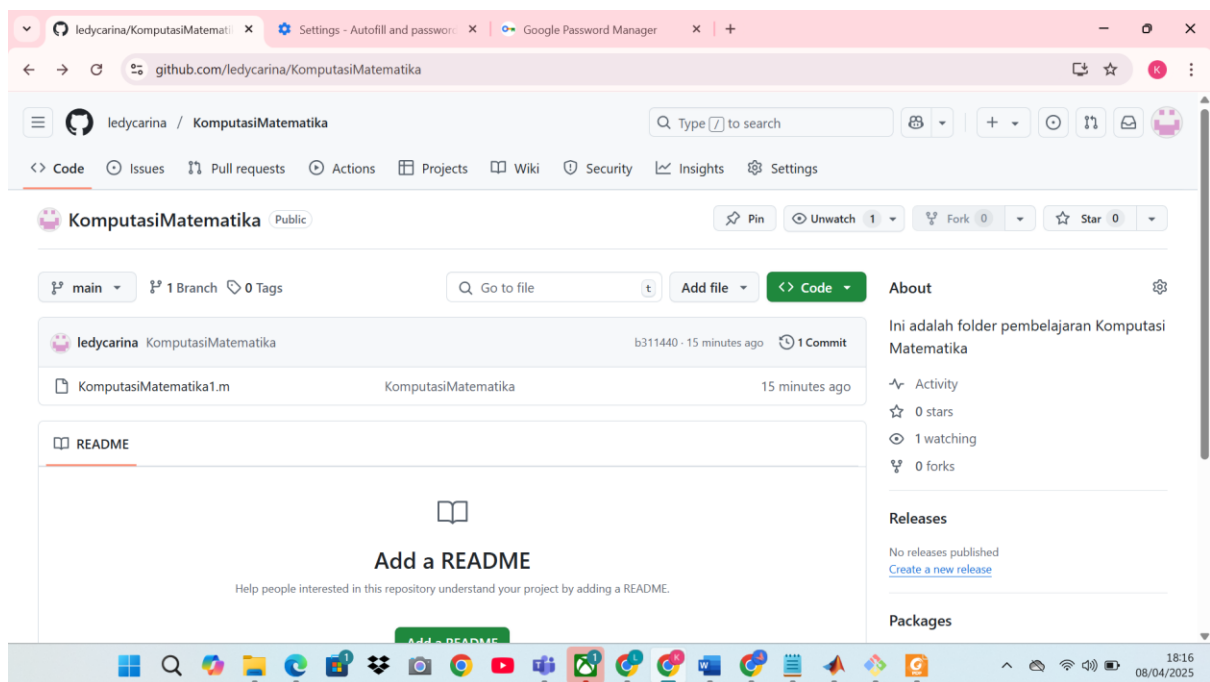 ledycarina/KomputasiMatemati
Settings - Autofill and password
Google Password Manager
github.com/ledycarina/KomputasiMatematika
K
ledycarina / KomputasiMatematika
Type / to search
Code Issues Pull requests Actions Projects Wiki Security Insights Settings
KomputasiMatematika Public
Pin Unwatch 1 Fork 0 Star 0
main 1 Branch 0 Tags Go to file t Add file Code
About
Ini adalah folder pembelajaran Komputasi
Matematika
ledycarina KomputasiMatematika b311440 · 15 minutes ago 1 Commit
KomputasiMatematika1.m KomputasiMatematika 15 minutes ago
Activity
0 stars
1 watching
0 forks
README
Add a README
Help people interested in this repository understand your project by adding a README.
Add a README
Releases
No releases published
Create a new release
Packages
18:16
08/04/2025